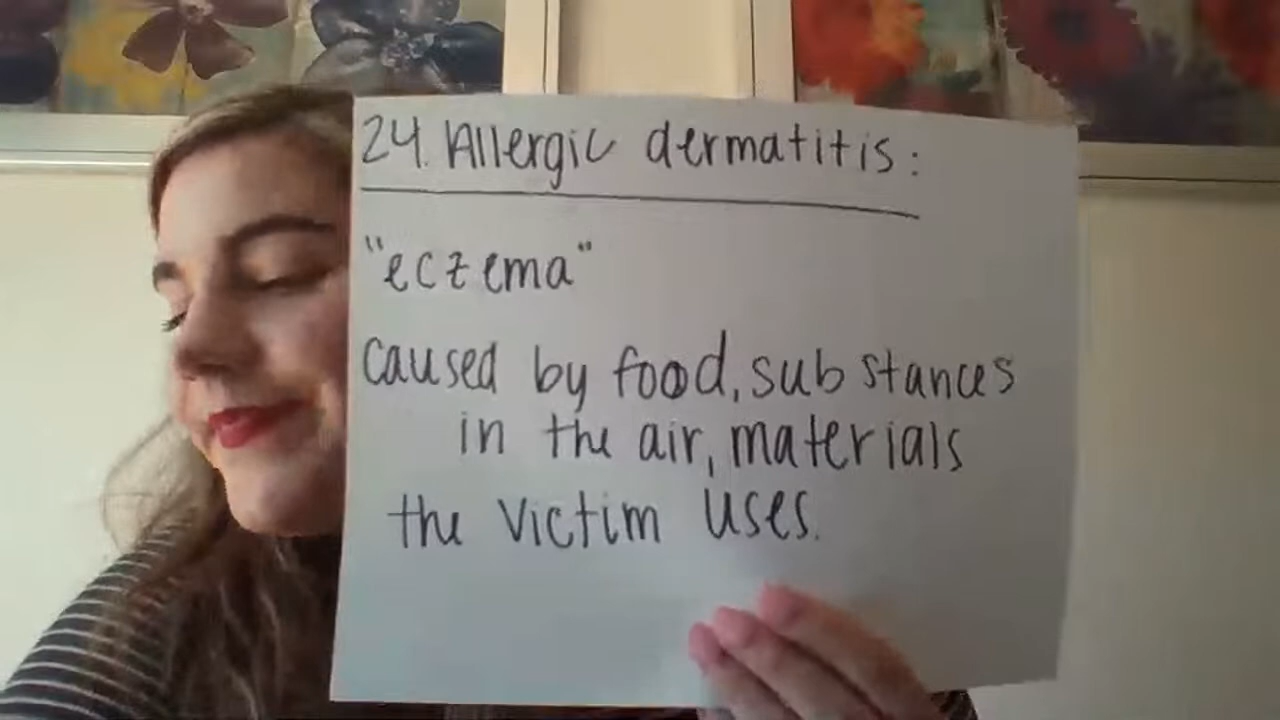 24. Allergic dermatitis:
"eczema"
caused by food, substances
in the air, materials
the victim uses.